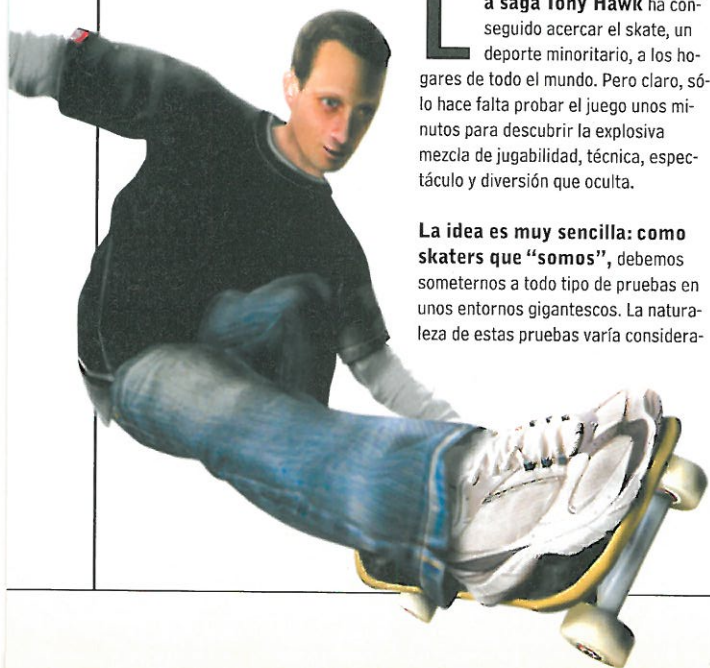 La saga Tony Hawk ha con-
seguido acercar el skate, un
deporte minoritario, a los ho-
gares de todo el mundo. Pero claro, só-
lo hace falta probar el juego unos mi-
nutos para descubrir la explosiva
mezcla de jugabilidad, técnica, espec-
táculo y diversión que oculta.
La idea es muy sencilla: como
skaters que “somos”, debemos
someternos a todo tipo de pruebas en
unos entornos gigantescos. La natura-
leza de estas pruebas varía considera-